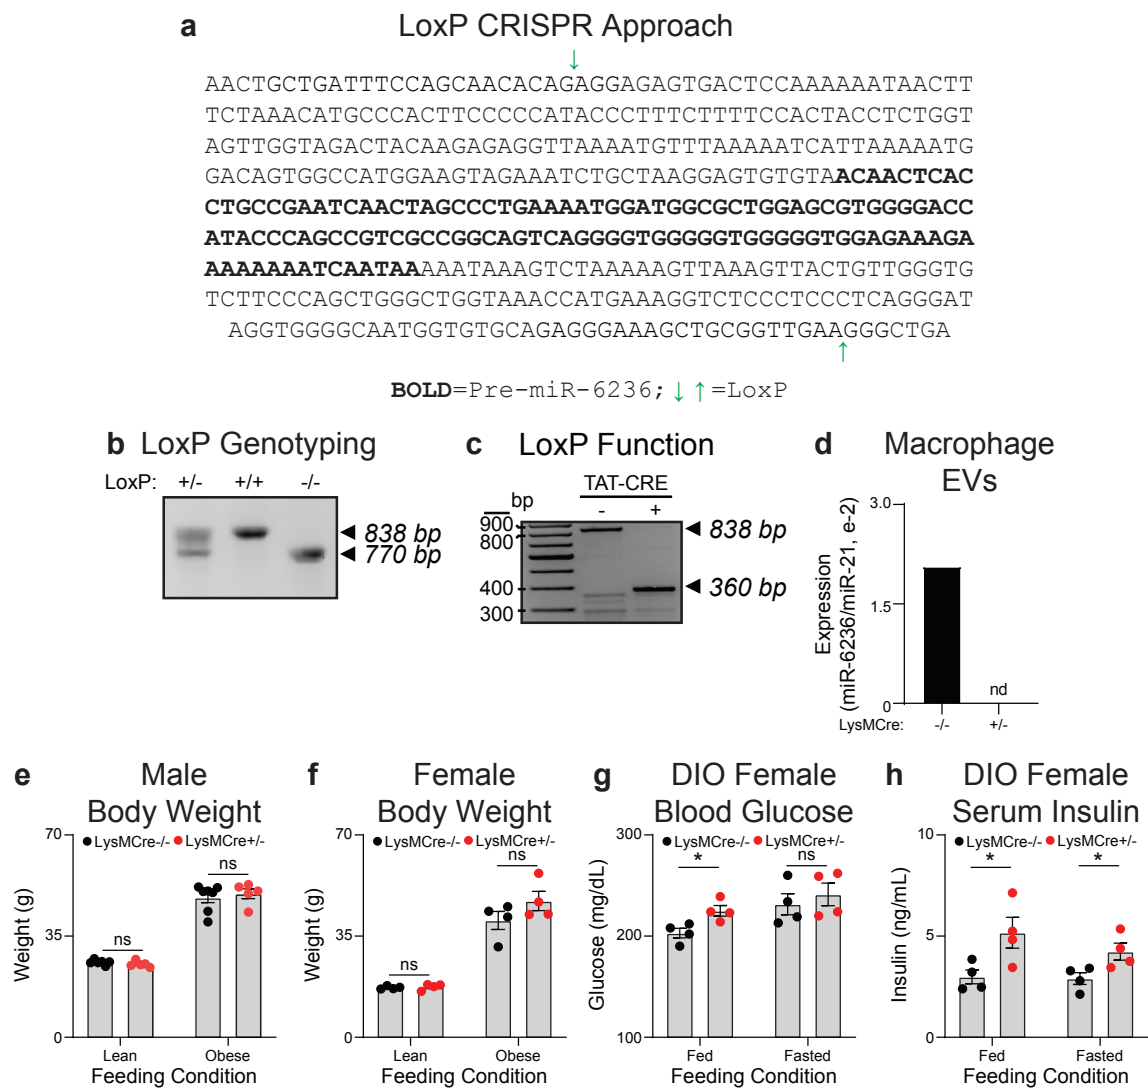 a LoxP CRISPR Approach
↓
AACTGCTGATTTCCAGCAACACAGAGGAGAGTGACTCCAAAAAATAACTT
TCTAAACATGCCCACTTCCCCCATACCCTTTCTTTTCCACTACCTCTGGT
AGTTGGTAGACTACAAGAGAGGTTAAAATGTTTAAAAATCATTAAAAATG
GACAGTGGCCATGGAAGTAGAAATCTGCTAAGGAGTGTGTAACAACTCAC
CTGCCGAATCAACTAGCCCTGAAAATGGATGGCGCTGGAGCGTGGGGACC
ATACCCAGCCGTCGCCGGCAGTCAGGGGTGGGGGTGGGGGTGGAGAAAGA
AAAAAAAATCAATAAAAATAAAGTCTAAAAAGTTAAAGTTACTGTTGGGTG
TCTTCCCAGCTGGGCTGGTAAACCATGAAAGGTCTCCCTCCCTCAGGGAT
AGGTGGGGCAATGGTGTGCAGAGGGAAAGCTGCGGTTGAAGGGCTGA
↑
BOLD=Pre-miR-6236; ↓ ↑ =LoxP
b LoxP Genotyping
LoxP: +/- +/+ -/-
838 bp
770 bp
c LoxP Function
TAT-CRE
bp - +
900
800
400
300
838 bp
360 bp
d Macrophage
EVs
Expression
(miR-6236/miR-21, e-2)
3.0
1.5
0
nd
LysMCre: -/- +/-
e Male
Body Weight
LysMCre-/- LysMCre+/-
Weight (g)
70
35
0
ns
ns
Lean Obese
Feeding Condition
f Female
Body Weight
LysMCre-/- LysMCre+/-
Weight (g)
70
35
0
ns
ns
Lean Obese
Feeding Condition
g DIO Female
Blood Glucose
LysMCre-/- LysMCre+/-
Glucose (mg/dL)
300
200
100
* ns
Fed Fasted
Feeding Condition
h DIO Female
Serum Insulin
LysMCre-/- LysMCre+/-
Insulin (ng/mL)
10
5
0
* *
Fed Fasted
Feeding Condition